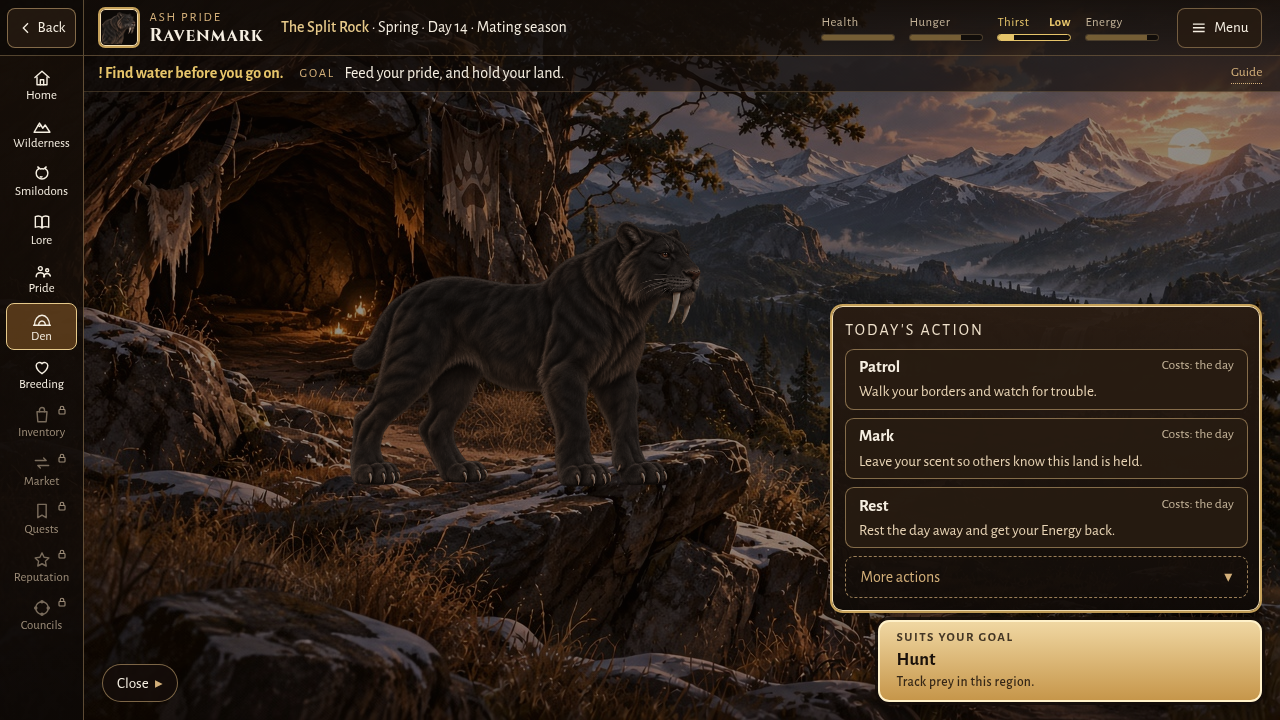 Back
ASH PRIDE
RAVENMARK
The Split Rock · Spring · Day 14 · Mating season
Health
Hunger
Thirst Low
Energy
Menu
! Find water before you go on. GOAL Feed your pride, and hold your land.
Guide
Home
Wilderness
Smilodons
Lore
Pride
Den
Breeding
Inventory
Market
Quests
Reputation
Councils
TODAY'S ACTION
Patrol Costs: the day
Walk your borders and watch for trouble.
Mark Costs: the day
Leave your scent so others know this land is held.
Rest Costs: the day
Rest the day away and get your Energy back.
More actions ▼
SUITS YOUR GOAL
Hunt
Track prey in this region.
Close ▶